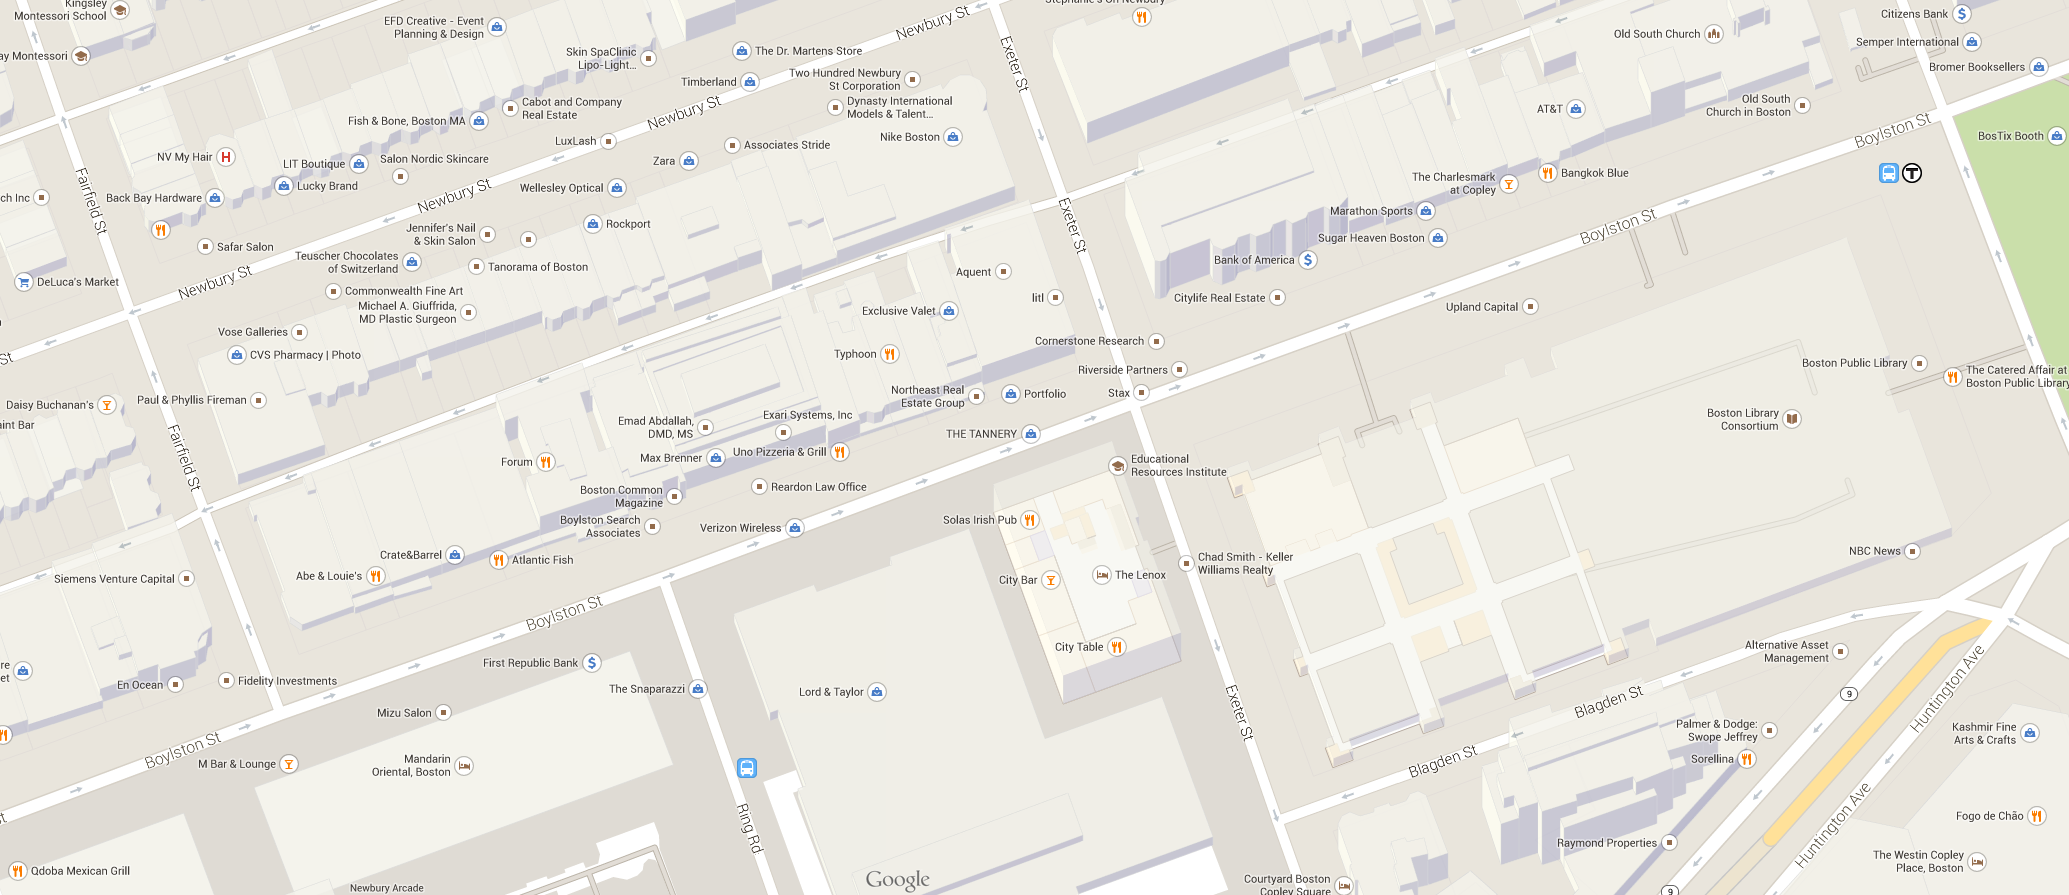 Kingsley
Montessori School
ay Montessori
EFD Creative - Event
Planning & Design
Skin SpaClinic
Lipo-Light...
The Dr. Martens Store
Timberland
Two Hundred Newbury
St Corporation
Dynasty International
Models & Talent...
Newbury St
Exeter St
Old South Church
Citizens Bank
Semper International
Bromer Booksellers
Cabot and Company
Real Estate
Fish & Bone, Boston MA
Newbury St
LuxLash
Associates Stride
Nike Boston
AT&T
Old South
Church in Boston
Boylston St
BosTix Booth
T
NV My Hair
H
LIT Boutique
Salon Nordic Skincare
Zara
Lucky Brand
Wellesley Optical
Back Bay Hardware
Newbury St
ch Inc
Fairfield St
Exeter St
The Charlesmark
at Copley
Bangkok Blue
Marathon Sports
Sugar Heaven Boston
Boylston St
Bank of America
Safar Salon
Jennifer's Nail
& Skin Salon
Rockport
Teuscher Chocolates
of Switzerland
Tanorama of Boston
DeLuca's Market
Newbury St
Commonwealth Fine Art
Michael A. Giuffrida,
MD Plastic Surgeon
Aquent
litl
Citylife Real Estate
Upland Capital
Exclusive Valet
Vose Galleries
CVS Pharmacy | Photo
St
Typhoon
Cornerstone Research
Riverside Partners
Stax
Boston Public Library
The Catered Affair at
Boston Public Library
Northeast Real
Estate Group
Portfolio
Paul & Phyllis Fireman
Daisy Buchanan's
aint Bar
Emad Abdallah,
DMD, MS
Exari Systems, Inc
THE TANNERY
Boston Library
Consortium
Fairfield St
Forum
Max Brenner
Uno Pizzeria & Grill
Educational
Resources Institute
Boston Common
Magazine
Reardon Law Office
Boylston Search
Associates
Verizon Wireless
Solas Irish Pub
Crate&Barrel
Atlantic Fish
Abe & Louie's
Siemens Venture Capital
City Bar
The Lenox
Chad Smith - Keller
Williams Realty
NBC News
Boylston St
City Table
Alternative Asset
Management
First Republic Bank
re
et
En Ocean
Fidelity Investments
The Snaparazzi
Lord & Taylor
Exeter St
Blagden St
9
Huntington Ave
Mizu Salon
Boylston St
Palmer & Dodge:
Swope Jeffrey
Kashmir Fine
Arts & Crafts
M Bar & Lounge
Mandarin
Oriental, Boston
Blagden St
Sorellina
Ring Rd
St
Huntington Ave
Fogo de Chão
Raymond Properties
The Westin Copley
Place, Boston
Qdoba Mexican Grill
Newbury Arcade
Google
Courtyard Boston
Copley Square
9